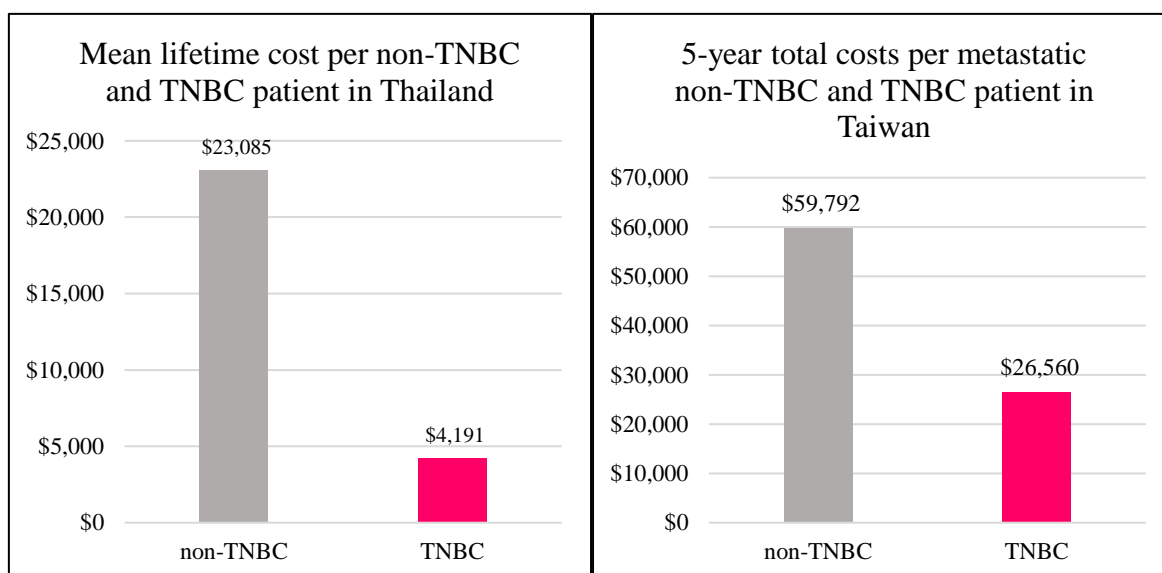 Mean lifetime cost per non-TNBC
and TNBC patient in Thailand
$25,000
$23,085
$20,000
$15,000
$10,000
$5,000
$4,191
$0
non-TNBC
TNBC
5-year total costs per metastatic
non-TNBC and TNBC patient in
Taiwan
$70,000
$59,792
$60,000
$50,000
$40,000
$30,000
$26,560
$20,000
$10,000
$0
non-TNBC
TNBC